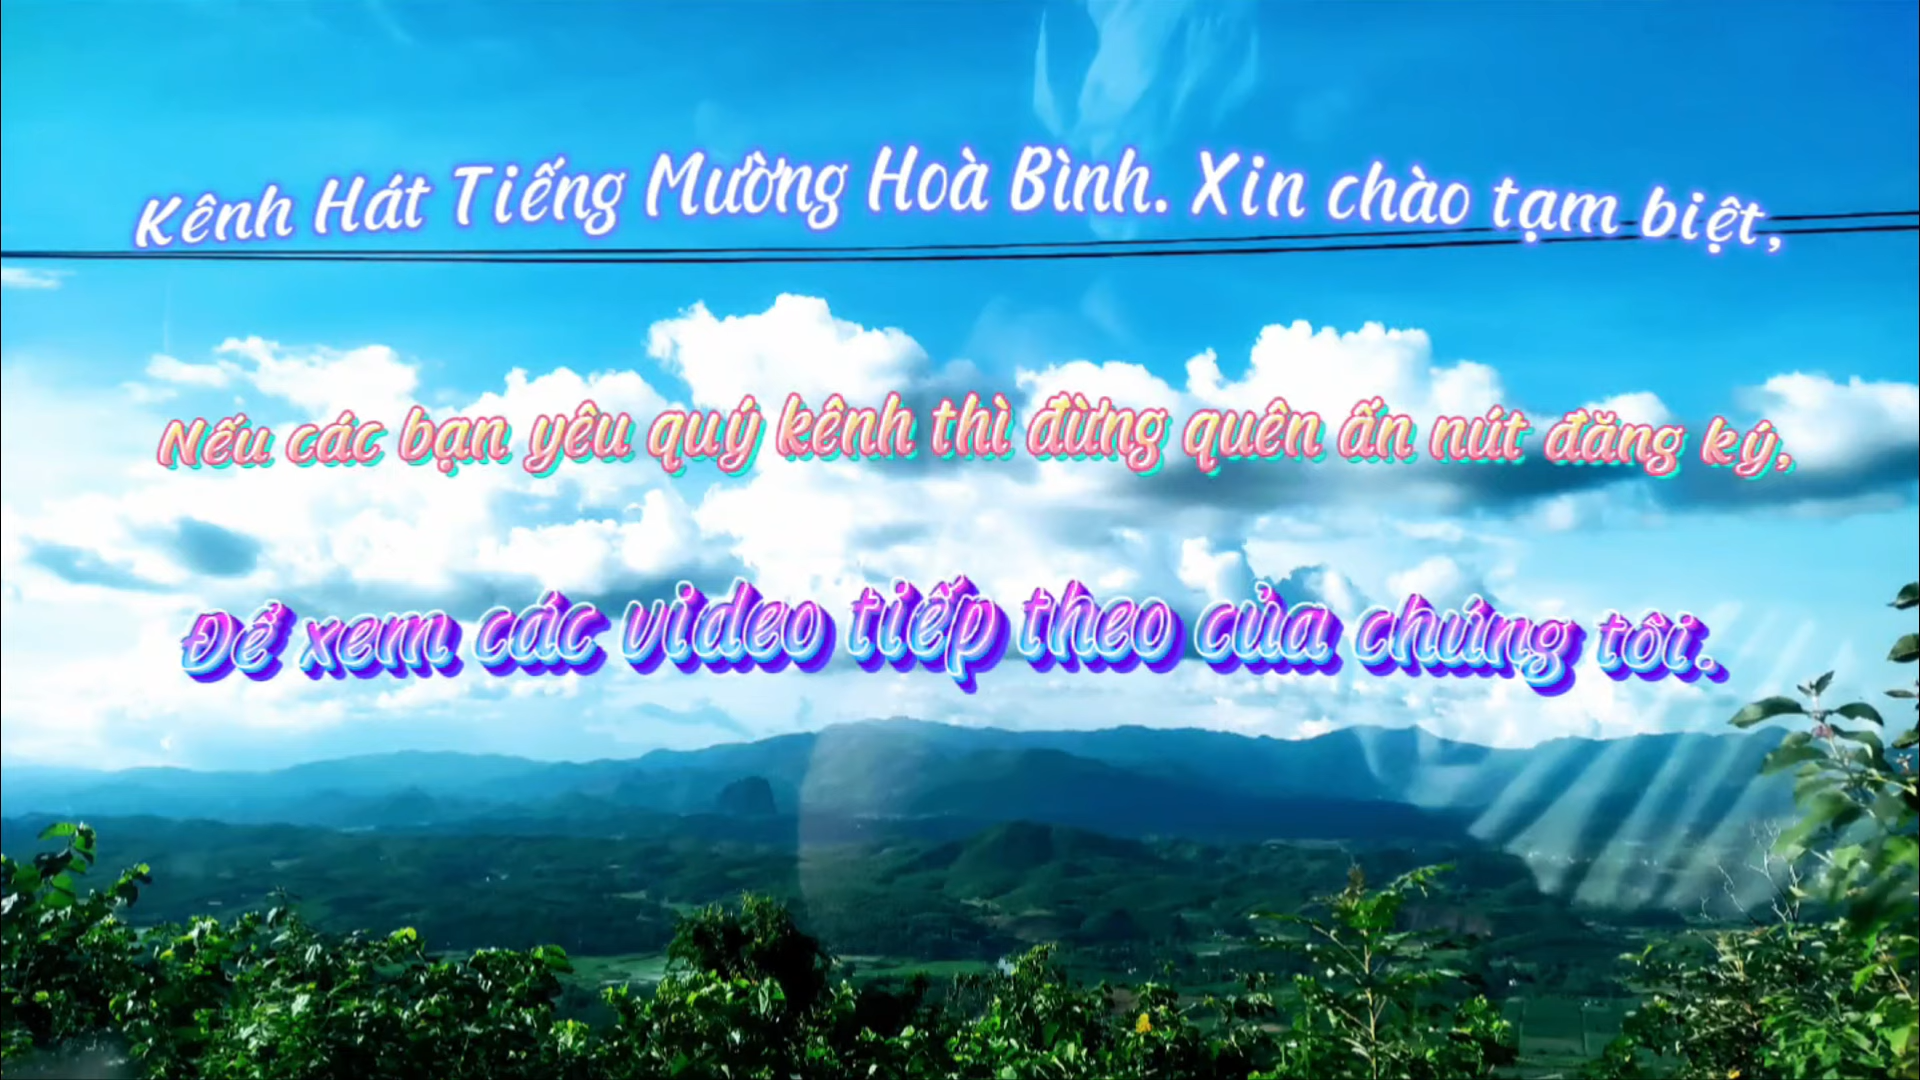 Kênh Hát Tiếng Mường Hoà Bình. Xin chào tạm biệt,
Nếu các bạn yêu quý kênh thì đừng quên ấn nút đăng ký,
Để xem các video tiếp theo của chúng tôi.